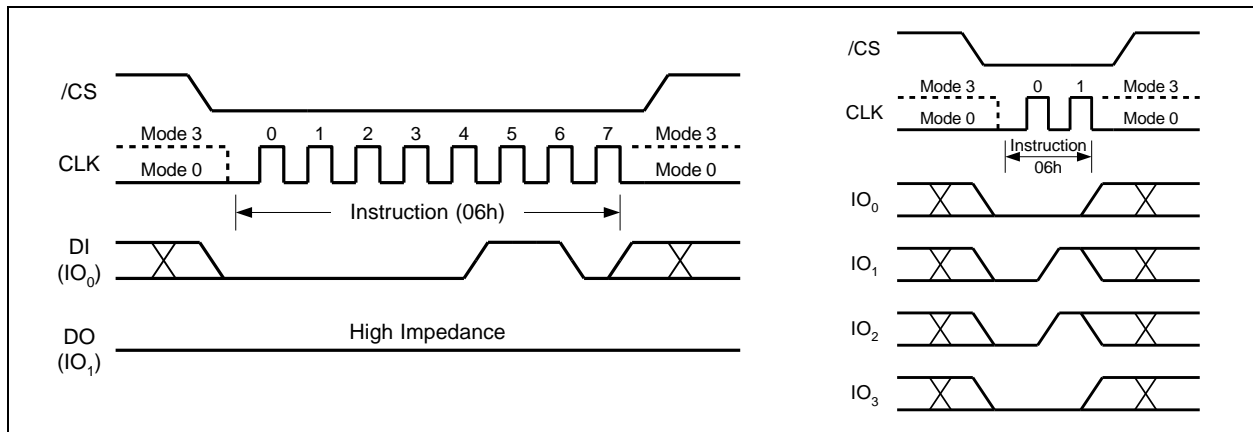 /CS
Mode 3 0 1 2 3 4 5 6 7 Mode 3
CLK
Mode 0 Mode 0
Instruction (06h)
DI
(IO0)
DO
(IO1)
High Impedance
/CS
Mode 3 0 1 Mode 3
CLK
Mode 0 Mode 0
Instruction
06h
IO0
IO1
IO2
IO3